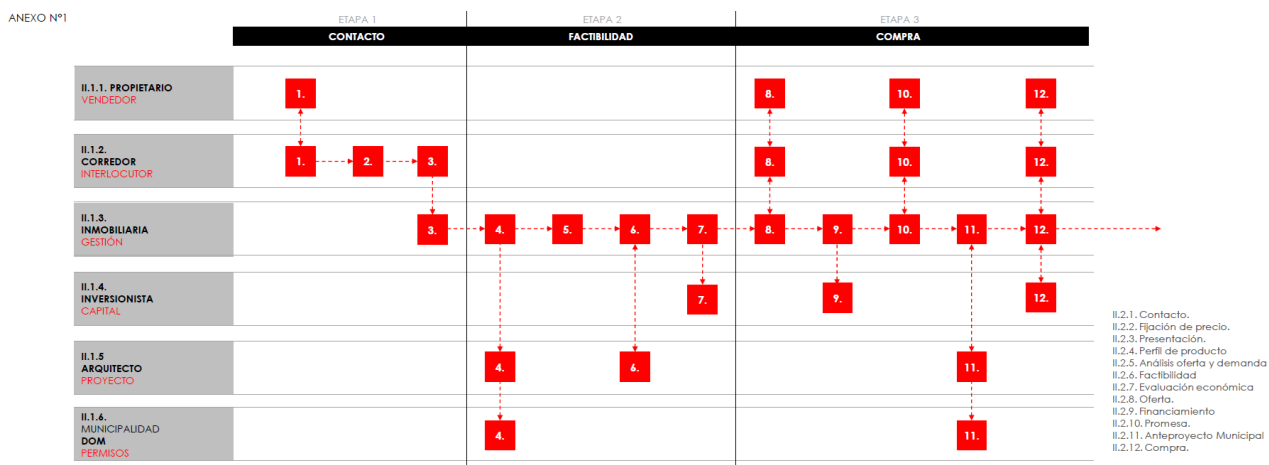 ANEXO Nº1
ETAPA 1
ETAPA 2
ETAPA 3
CONTACTO
FACTIBILIDAD
COMPRA
II.1.1. PROPIETARIO
VENDEDOR
1.
8.
10.
12.
II.1.2.
CORREDOR
INTERLOCUTOR
1.
2.
3.
8.
10.
12.
II.1.3.
INMOBILIARIA
GESTIÓN
3.
4.
5.
6.
7.
8.
9.
10.
11.
12.
II.1.4.
INVERSIONISTA
CAPITAL
7.
9.
12.
II.1.5
ARQUITECTO
PROYECTO
4.
6.
11.
II.1.6.
MUNICIPALIDAD
DOM
PERMISOS
4.
11.
II.2.1. Contacto.
II.2.2. Fijación de precio.
II.2.3. Presentación.
II.2.4. Perfil de producto
II.2.5. Análisis oferta y demanda
II.2.6. Factibilidad
II.2.7. Evaluación económica
II.2.8. Oferta.
II.2.9. Financiamiento
II.2.10. Promesa.
II.2.11. Anteproyecto Municipal
II.2.12. Compra.